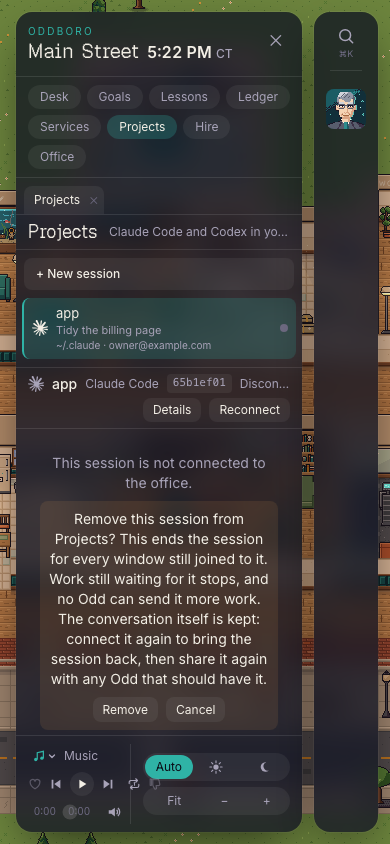 ODDBORO
Main Street 5:22 PM CT
⌘K
Desk Goals Lessons Ledger
Services Projects Hire
Office
Projects ×
Projects Claude Code and Codex in yo...
+ New session
app
Tidy the billing page
~/.claude · owner@example.com
app Claude Code 65b1ef01 Discon...
Details Reconnect
This session is not connected to
the office.
Remove this session from
Projects? This ends the session
for every window still joined to it.
Work still waiting for it stops, and
no Odd can send it more work.
The conversation itself is kept:
connect it again to bring the
session back, then share it again
with any Odd that should have it.
Remove Cancel
Music
Auto
0:00 0:00
Fit − +